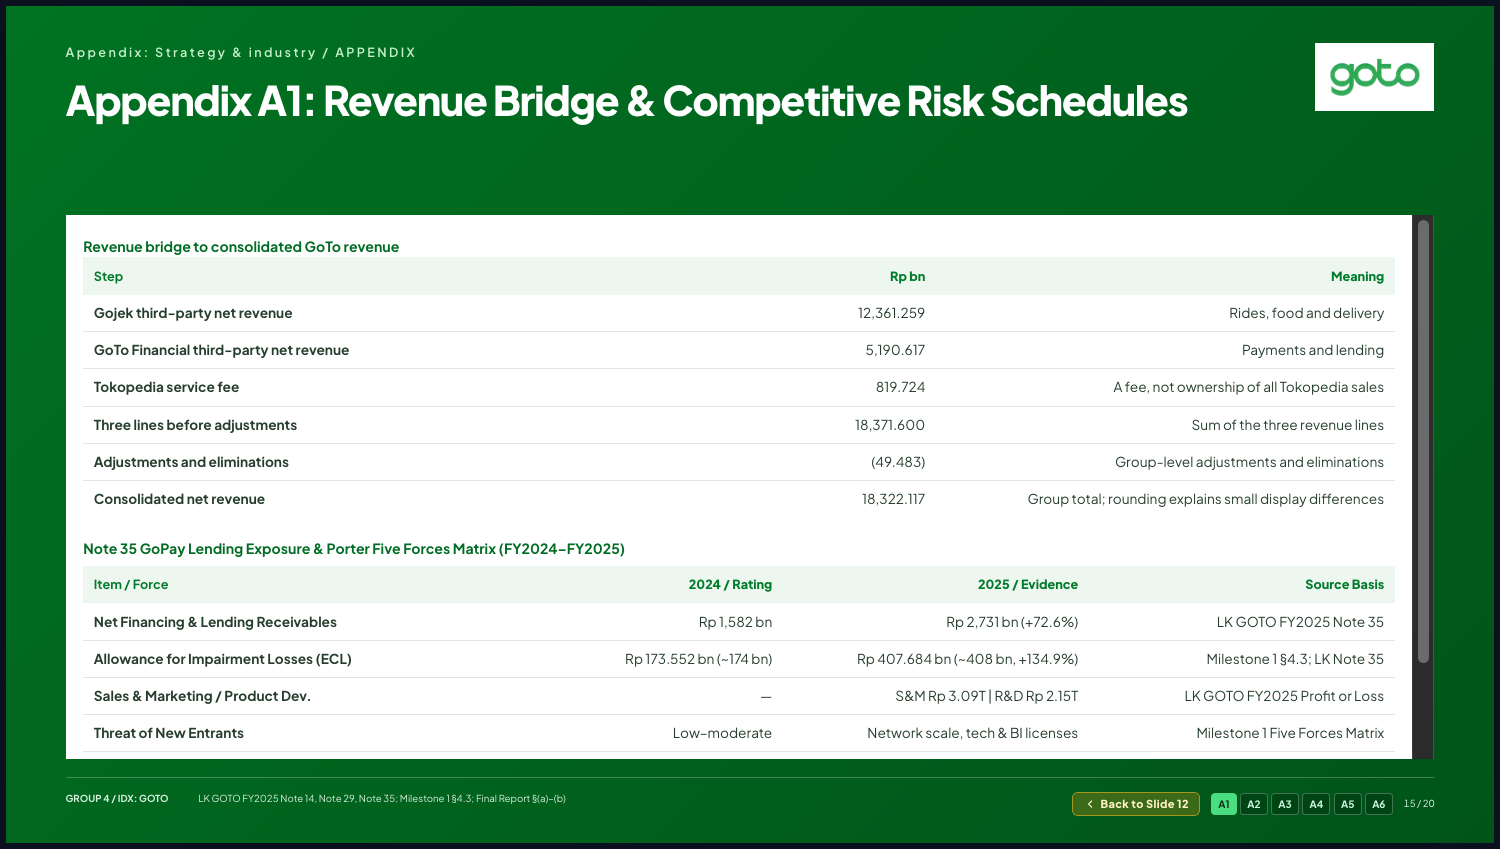 Appendix: Strategy & industry / APPENDIX
Appendix A1: Revenue Bridge & Competitive Risk Schedules
goto
Revenue bridge to consolidated GoTo revenue
Step Rp bn Meaning
Gojek third-party net revenue 12,361.259 Rides, food and delivery
GoTo Financial third-party net revenue 5,190.617 Payments and lending
Tokopedia service fee 819.724 A fee, not ownership of all Tokopedia sales
Three lines before adjustments 18,371.600 Sum of the three revenue lines
Adjustments and eliminations (49.483) Group-level adjustments and eliminations
Consolidated net revenue 18,322.117 Group total; rounding explains small display differences
Note 35 GoPay Lending Exposure & Porter Five Forces Matrix (FY2024–FY2025)
Item / Force 2024 / Rating 2025 / Evidence Source Basis
Net Financing & Lending Receivables Rp 1,582 bn Rp 2,731 bn (+72.6%) LK GOTO FY2025 Note 35
Allowance for Impairment Losses (ECL) Rp 173.552 bn (~174 bn) Rp 407.684 bn (~408 bn, +134.9%) Milestone 1 §4.3; LK Note 35
Sales & Marketing / Product Dev. — S&M Rp 3.09T | R&D Rp 2.15T LK GOTO FY2025 Profit or Loss
Threat of New Entrants Low–moderate Network scale, tech & BI licenses Milestone 1 Five Forces Matrix
GROUP 4 / IDX: GOTO LK GOTO FY2025 Note 14, Note 29, Note 35; Milestone 1 §4.3; Final Report §(a)–(b)
Back to Slide 12 A1 A2 A3 A4 A5 A6 15 / 20